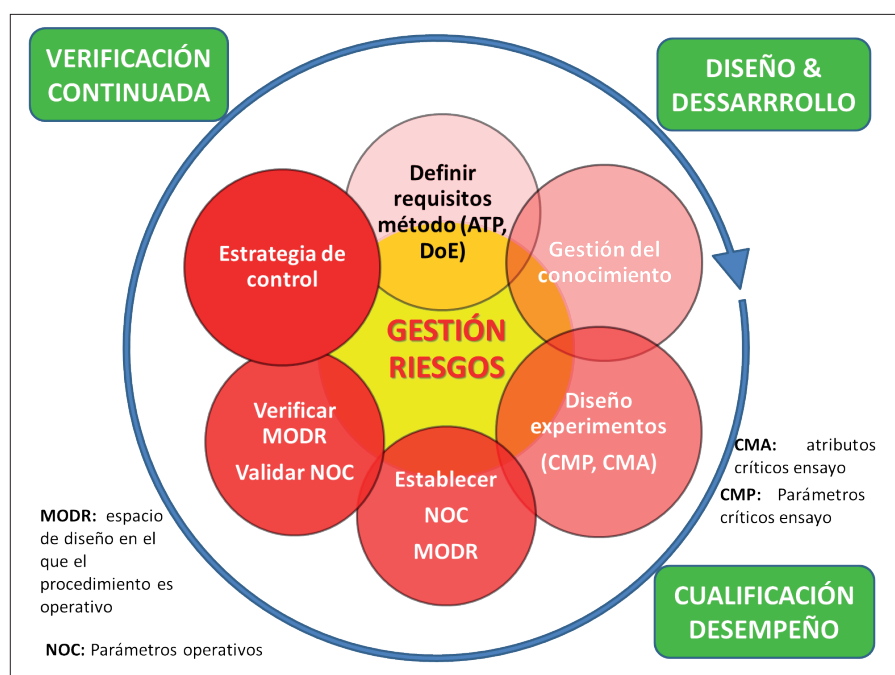 VERIFICACIÓN
CONTINUADA
DISEÑO &
DESSARRROLLO
Definir
requisitos
método (ATP,
DoE)
Estrategia de
control
Gestión del
conocimiento
GESTIÓN
RIESGOS
Verificar
MODR
Validar NOC
Diseño
experimentos
(CMP, CMA)
Establecer
NOC
MODR
CMA: atributos
críticos ensayo
CMP: Parámetros
críticos ensayo
MODR: espacio
de diseño en el
que el
procedimiento es
operativo
NOC: Parámetros operativos
CUALIFICACIÓN
DESEMPEÑO